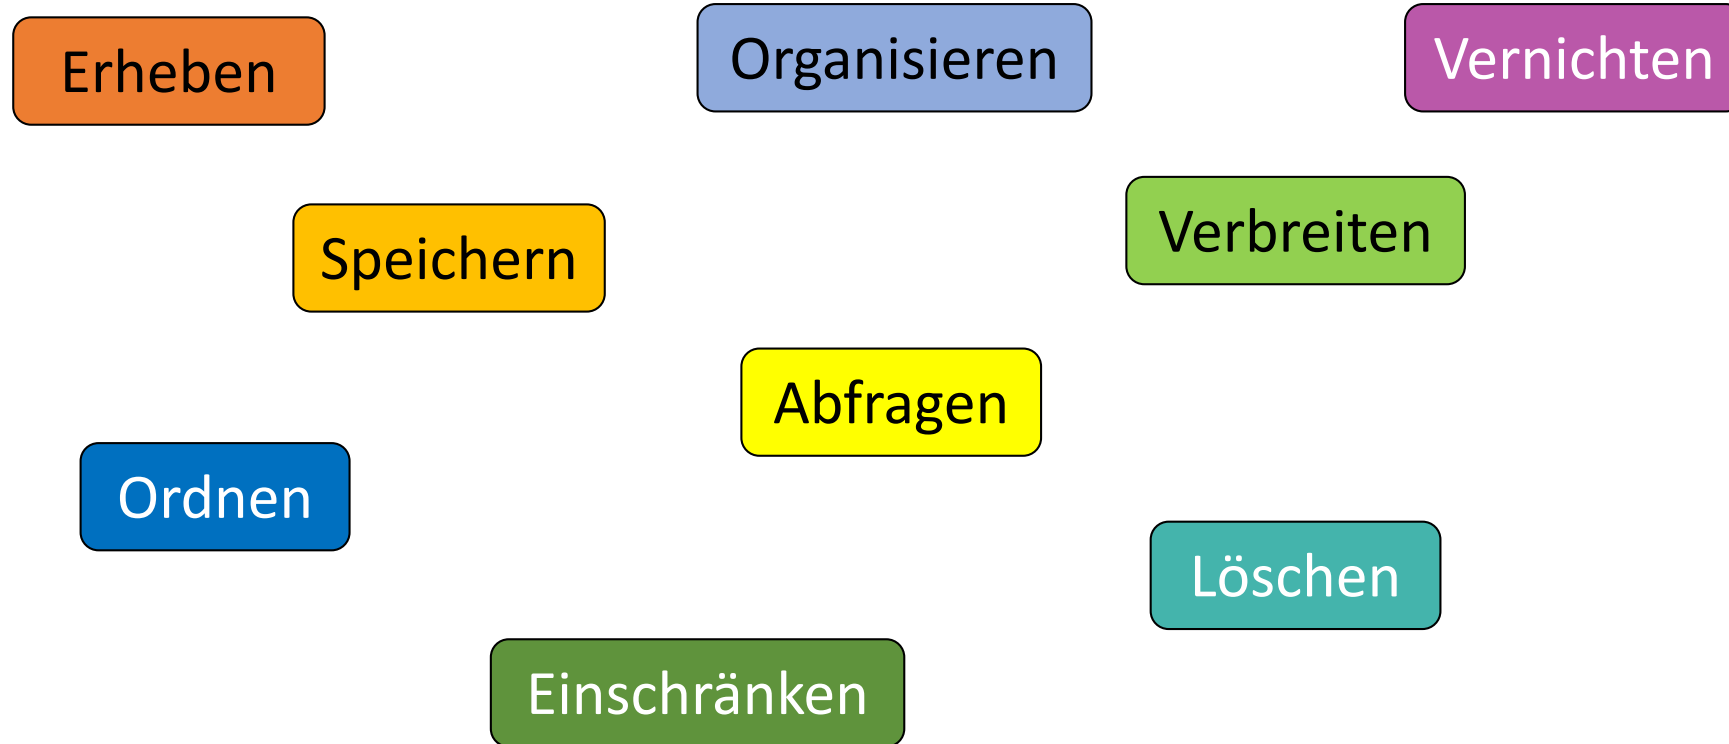 Erheben
Organisieren
Vernichten
Speichern
Verbreiten
Abfragen
Ordnen
Löschen
Einschränken